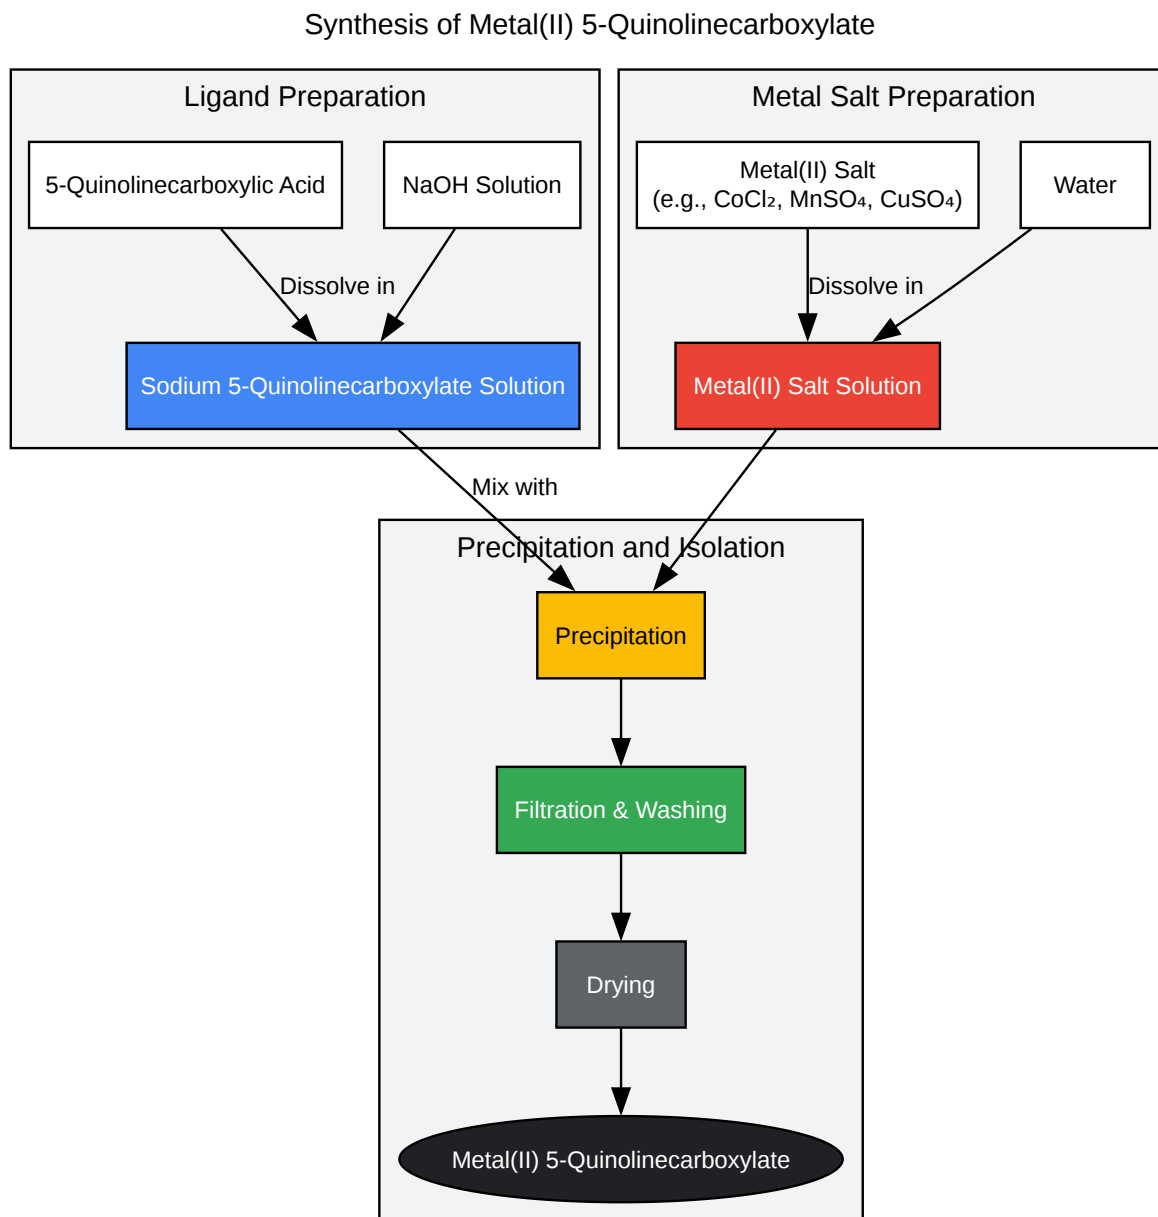 Synthesis of Metal(II) 5-Quinolinecarboxylate
Ligand Preparation
5-Quinolinecarboxylic Acid
NaOH Solution
Dissolve in
Sodium 5-Quinolinecarboxylate Solution
Metal Salt Preparation
Metal(II) Salt
(e.g., CoCl₂, MnSO₄, CuSO₄)
Water
Dissolve in
Metal(II) Salt Solution
Mix with
Precipitation and Isolation
Precipitation
Filtration & Washing
Drying
Metal(II) 5-Quinolinecarboxylate